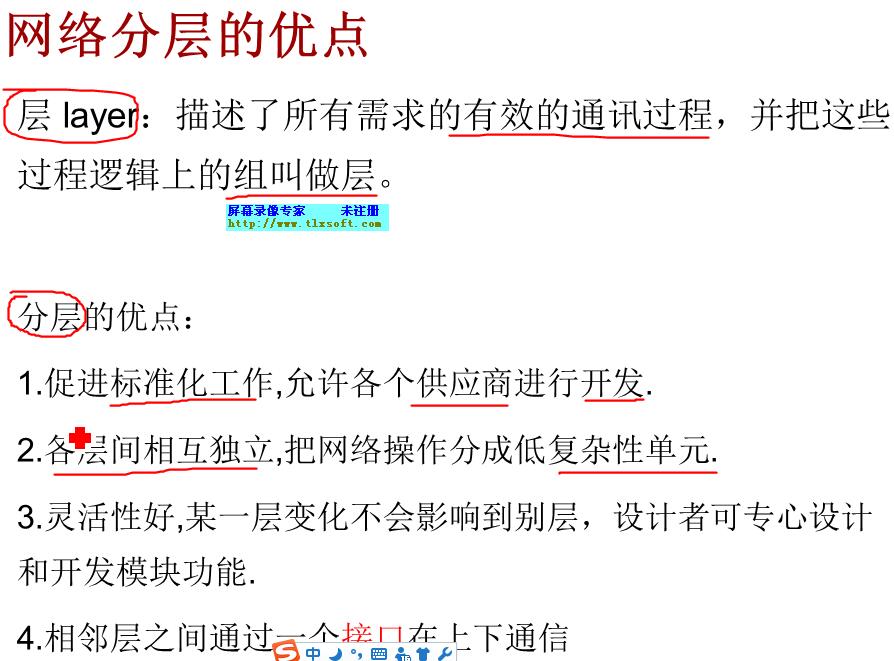 网络分层的优点
层 layer：描述了所有需求的有效的通讯过程，并把这些
过程逻辑上的组叫做层。
屏幕录像专家 未注册
http://www.tlxsoft.com
分层的优点：
1.促进标准化工作,允许各个供应商进行开发.
2.各层间相互独立,把网络操作分成低复杂性单元.
3.灵活性好,某一层变化不会影响到别层，设计者可专心设计
和开发模块功能.
4.相邻层之间通过一个接口在上下通信
S 中